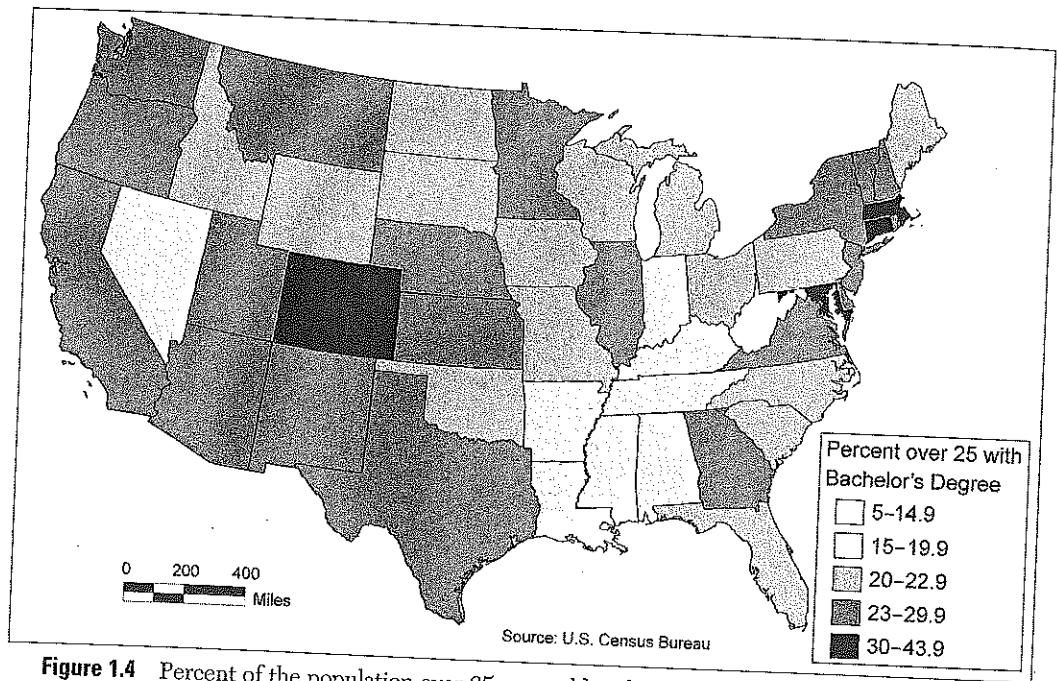 0 200 400
Miles
Source: U.S. Census Bureau
Percent over 25 with
Bachelor's Degree
5–14.9
15–19.9
20–22.9
23–29.9
30–43.9
Figure 1.4 Percent of the population over 25